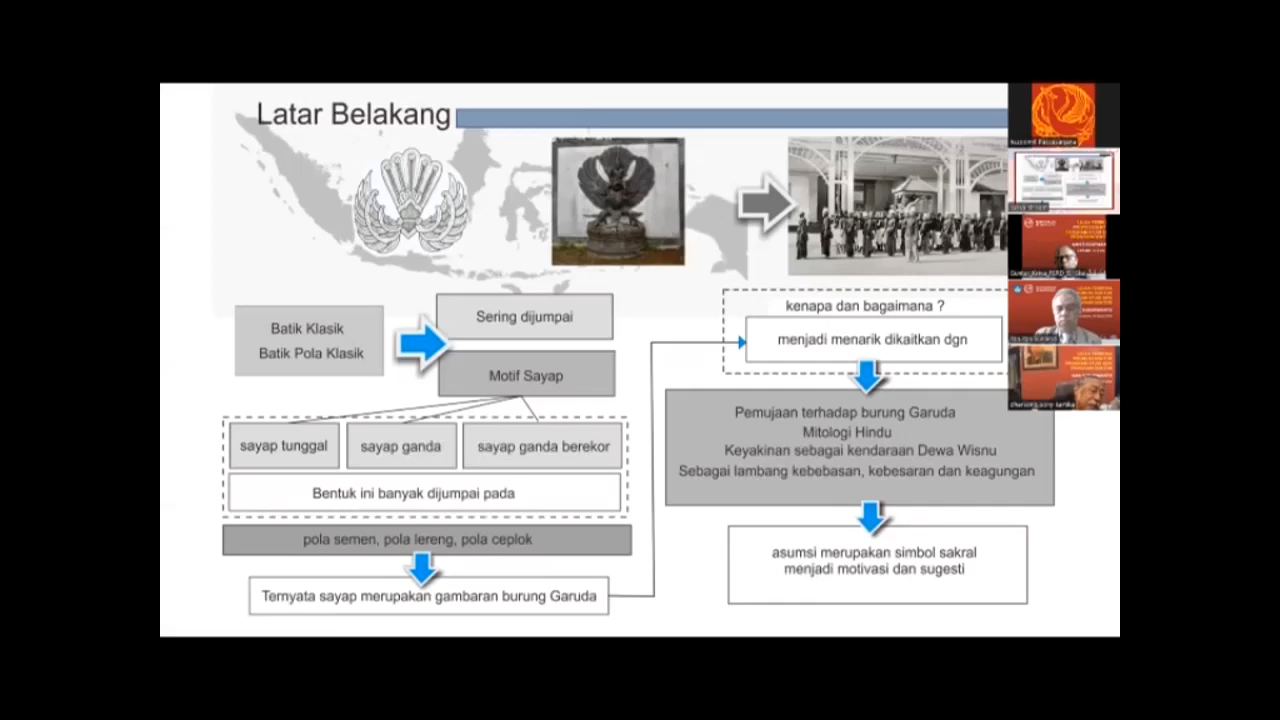 Latar Belakang
Batik Klasik
Batik Pola Klasik
Sering dijumpai
Motif Sayap
sayap tunggal
sayap ganda
sayap ganda berekor
Bentuk ini banyak dijumpai pada
pola semen, pola lereng, pola ceplok
Ternyata sayap merupakan gambaran burung Garuda
kenapa dan bagaimana ?
menjadi menarik dikaitkan dgn
Pemujaan terhadap burung Garuda
Mitologi Hindu
Keyakinan sebagai kendaraan Dewa Wisnu
Sebagai lambang kebebasan, kebesaran dan keagungan
asumsi merupakan simbol sakral
menjadi motivasi dan sugesti